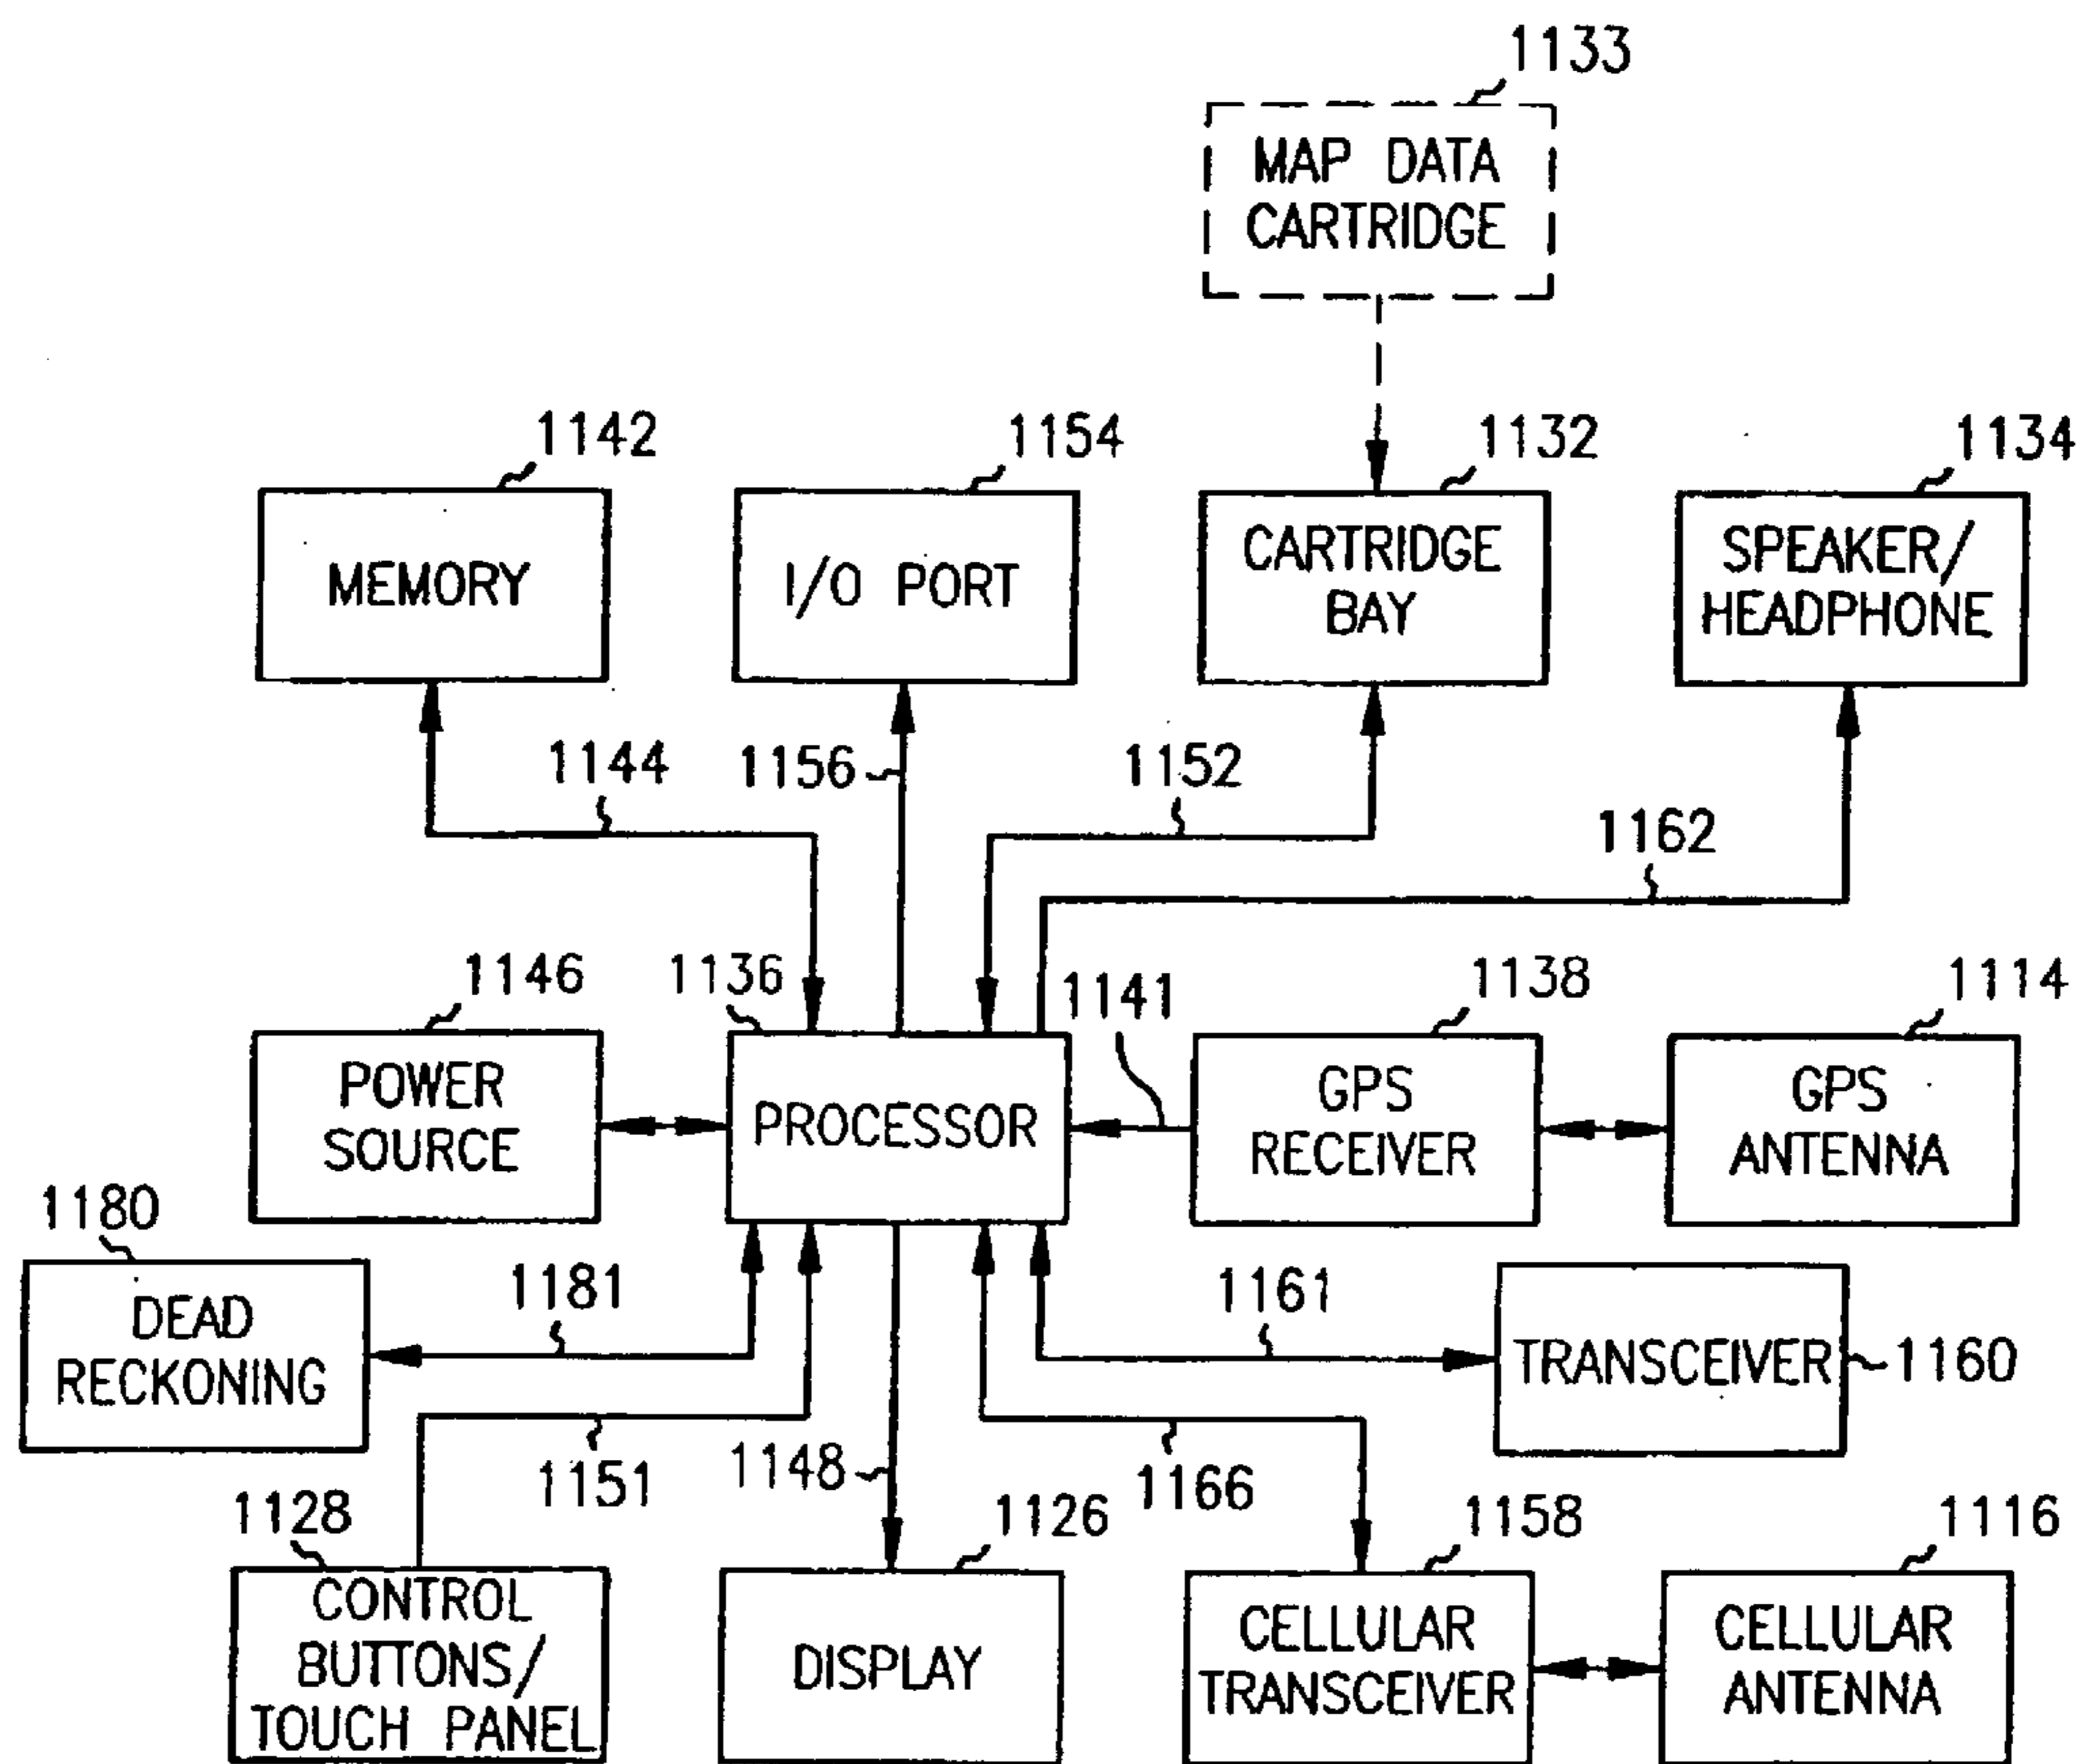 1133
MAP DATA
CARTRIDGE
1142
1154
1132
1134
MEMORY
I/O PORT
CARTRIDGE
BAY
SPEAKER/
HEADPHONE
1144
1156
1152
1162
1146
1136
1141
1138
1114
POWER
SOURCE
PROCESSOR
GPS
RECEIVER
GPS
ANTENNA
1180
DEAD
RECKONING
1181
1161
TRANSCEIVER
1160
1151
1148
1166
1128
1126
1158
1116
CONTROL
BUTTONS/
TOUCH PANEL
DISPLAY
CELLULAR
TRANSCEIVER
CELLULAR
ANTENNA